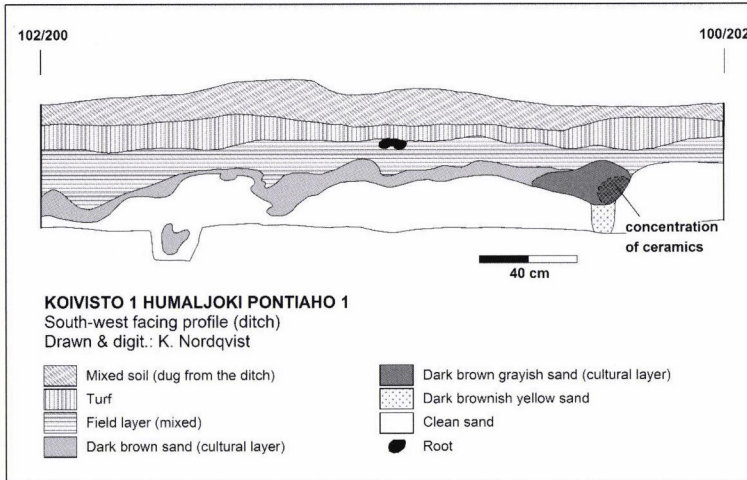 102/200
100/202
concentration
of ceramics
40 cm
KOIVISTO 1 HUMALJOKI PONTIAHO 1
South-west facing profile (ditch)
Drawn & digit.: K. Nordqvist
Mixed soil (dug from the ditch)
Turf
Field layer (mixed)
Dark brown sand (cultural layer)
Dark brown grayish sand (cultural layer)
Dark brownish yellow sand
Clean sand
Root